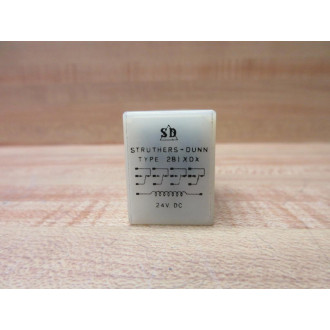 SD
STRUTHERS-DUNN
TYPE 281XDX
24V DC